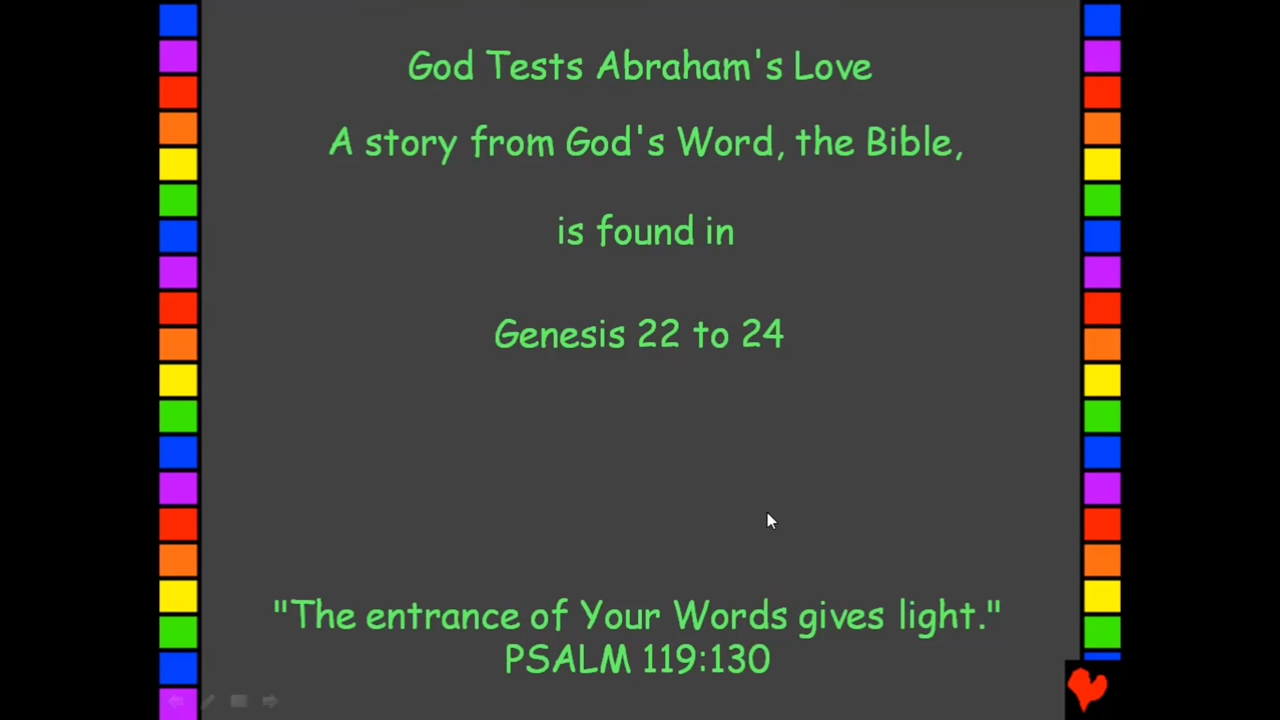 God Tests Abraham's Love
A story from God's Word, the Bible,
is found in
Genesis 22 to 24
"The entrance of Your Words gives light."
PSALM 119:130